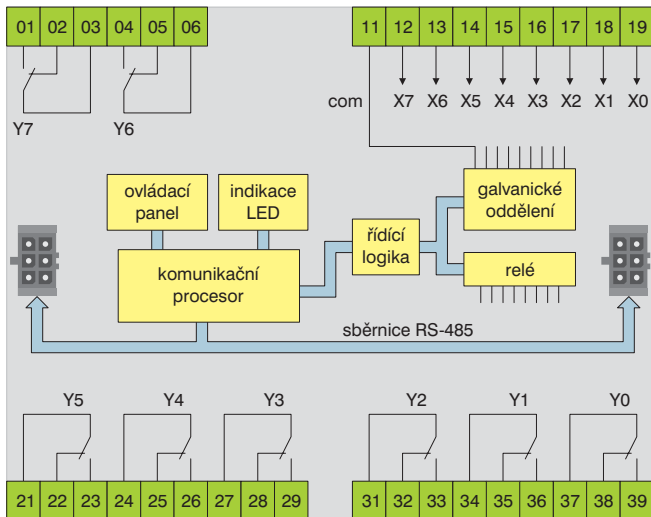 01 02 03 04 05 06 11 12 13 14 15 16 17 18 19
com X7 X6 X5 X4 X3 X2 X1 X0
Y7 Y6
ovládací
panel
indikace
LED
galvanické
oddělení
řídící
logika
komunikační
procesor
relé
sběrnice RS-485
Y5 Y4 Y3 Y2 Y1 Y0
21 22 23 24 25 26 27 28 29 31 32 33 34 35 36 37 38 39